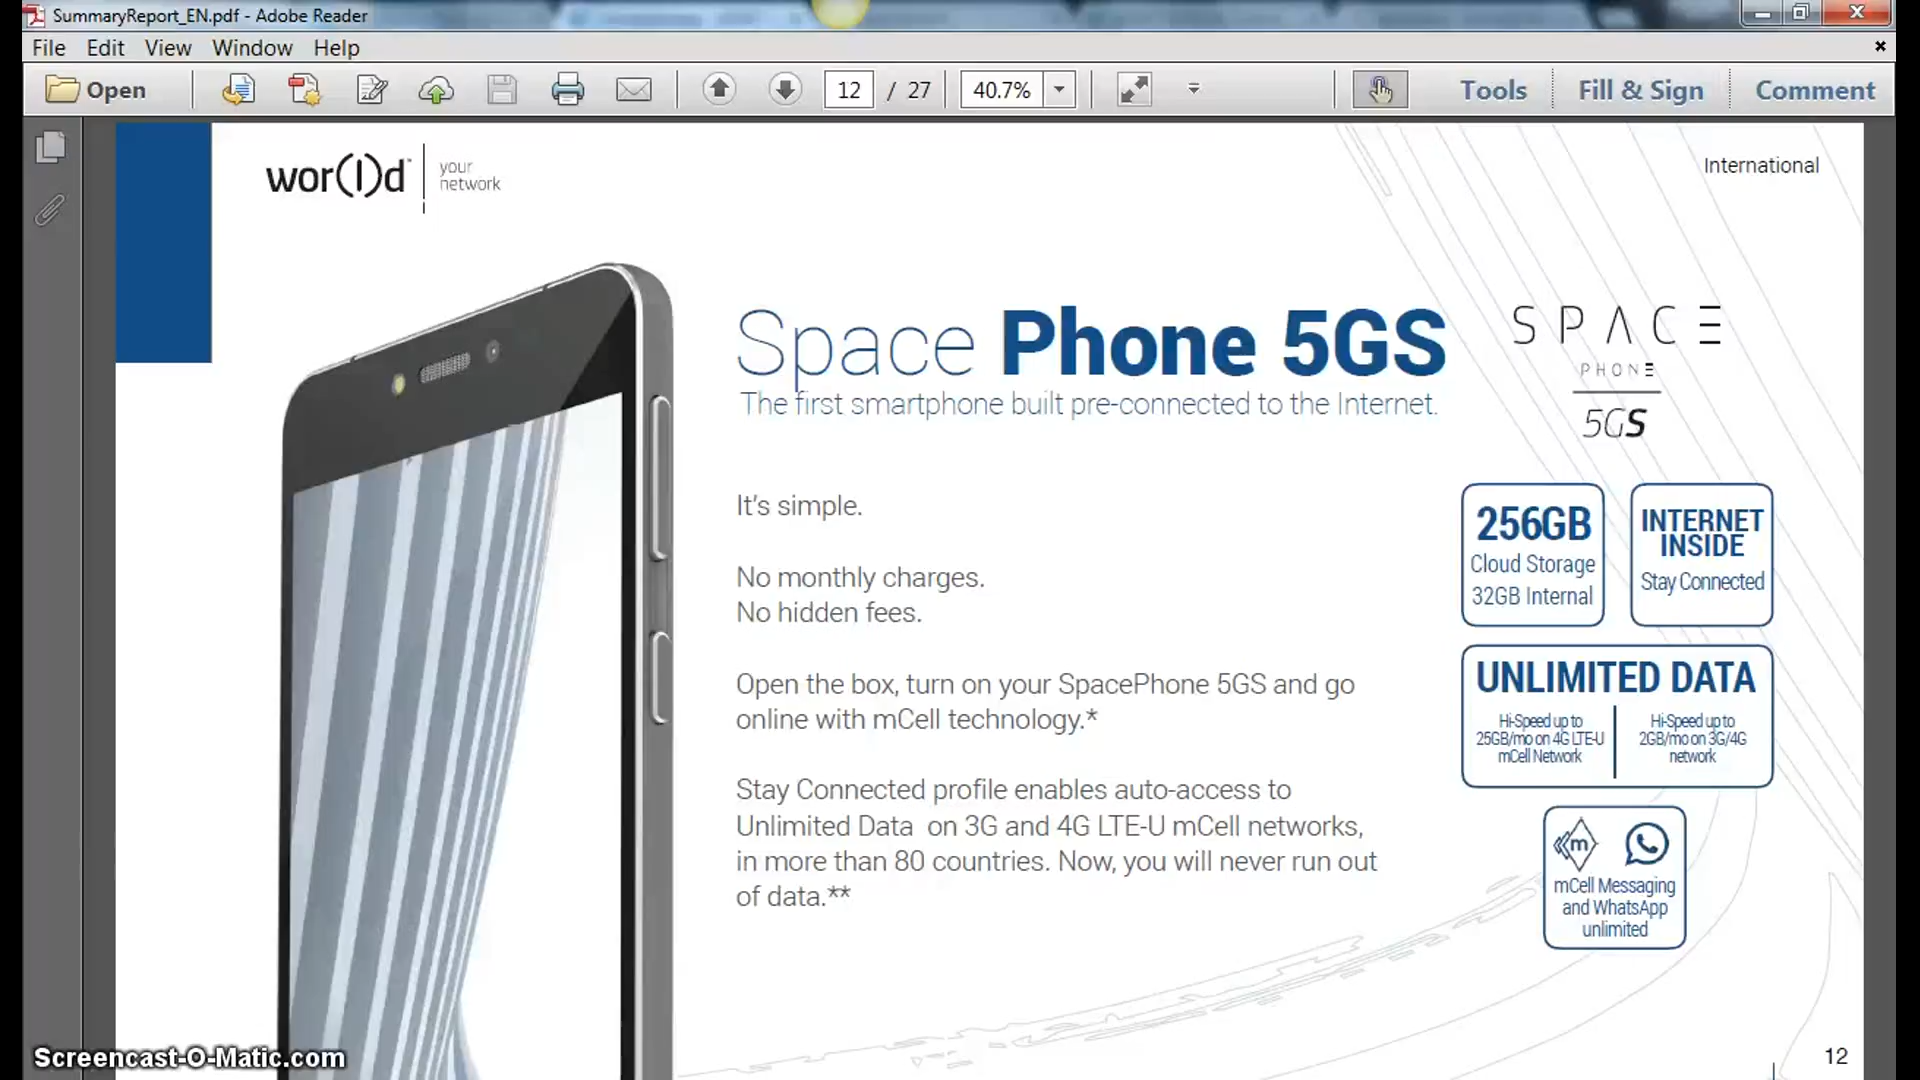 SummaryReport_EN.pdf - Adobe Reader
File Edit View Window Help
Open 12 / 27 40.7% Tools Fill & Sign Comment
wor(l)d™ your
network
International
Space Phone 5GS
The first smartphone built pre-connected to the Internet.
SPACE
PHONE
5GS
It's simple.
No monthly charges.
No hidden fees.
Open the box, turn on your SpacePhone 5GS and go
online with mCell technology.*
Stay Connected profile enables auto-access to
Unlimited Data on 3G and 4G LTE-U mCell networks,
in more than 80 countries. Now, you will never run out
of data.**
256GB
Cloud Storage
32GB Internal
INTERNET
INSIDE
Stay Connected
UNLIMITED DATA
Hi-Speed up to
25GB/mo on 4G LTE-U
mCell Network
Hi-Speed up to
2GB/mo on 3G/4G
network
m
mCell Messaging
and WhatsApp
unlimited
12
Screencast-O-Matic.com